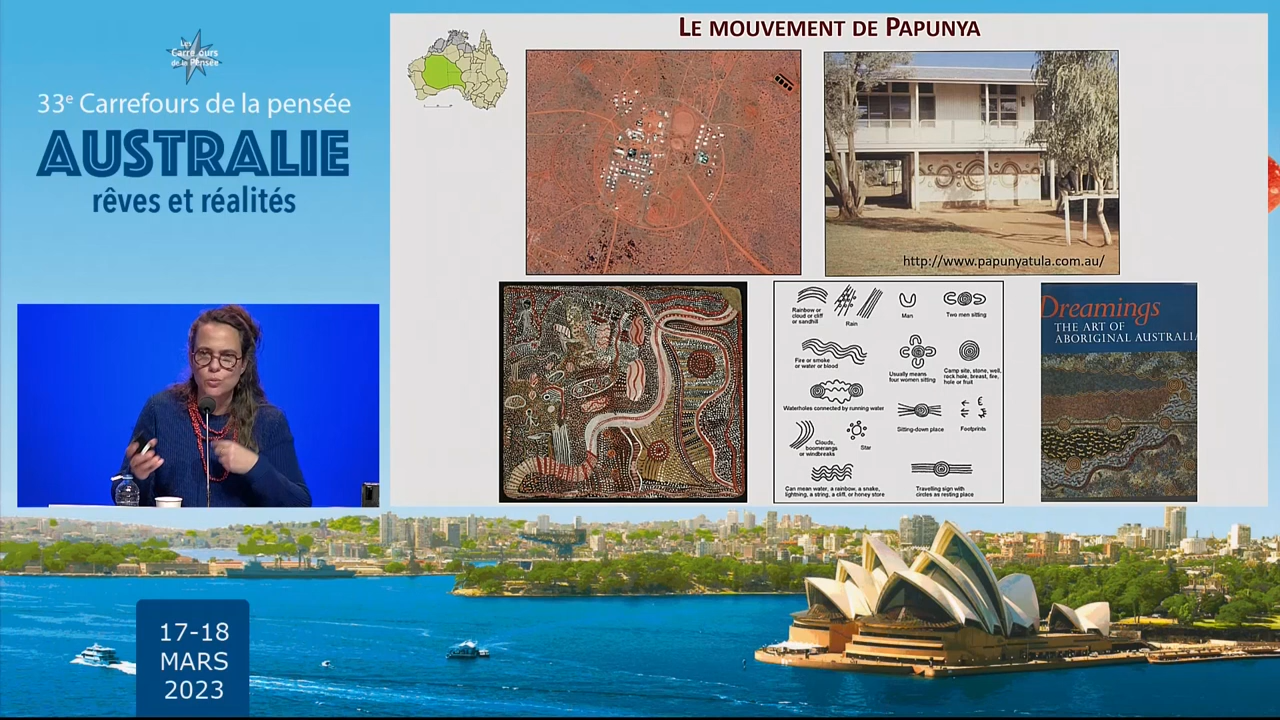 Les
Carrefours
de la Pensée
33e Carrefours de la pensée
AUSTRALIE
rêves et réalités
17-18
MARS
2023
LE MOUVEMENT DE PAPUNYA
http://www.papunyatula.com.au/
Rainbow or
cloud or cliff
or sandhill
Rain
Man
Two men sitting
Fire or smoke
or water or blood
Usually means
four women sitting
Camp site, stone, well,
rock hole, breast, fire,
hole or fruit
Waterholes connected by running water
Sitting-down place
Footprints
Clouds,
boomerangs
or windbreaks
Star
Can mean water, a rainbow, a snake,
lightning, a string, a cliff, or honey store
Travelling sign with
circles as resting place
Dreamings
THE ART OF
ABORIGINAL AUSTRALIA